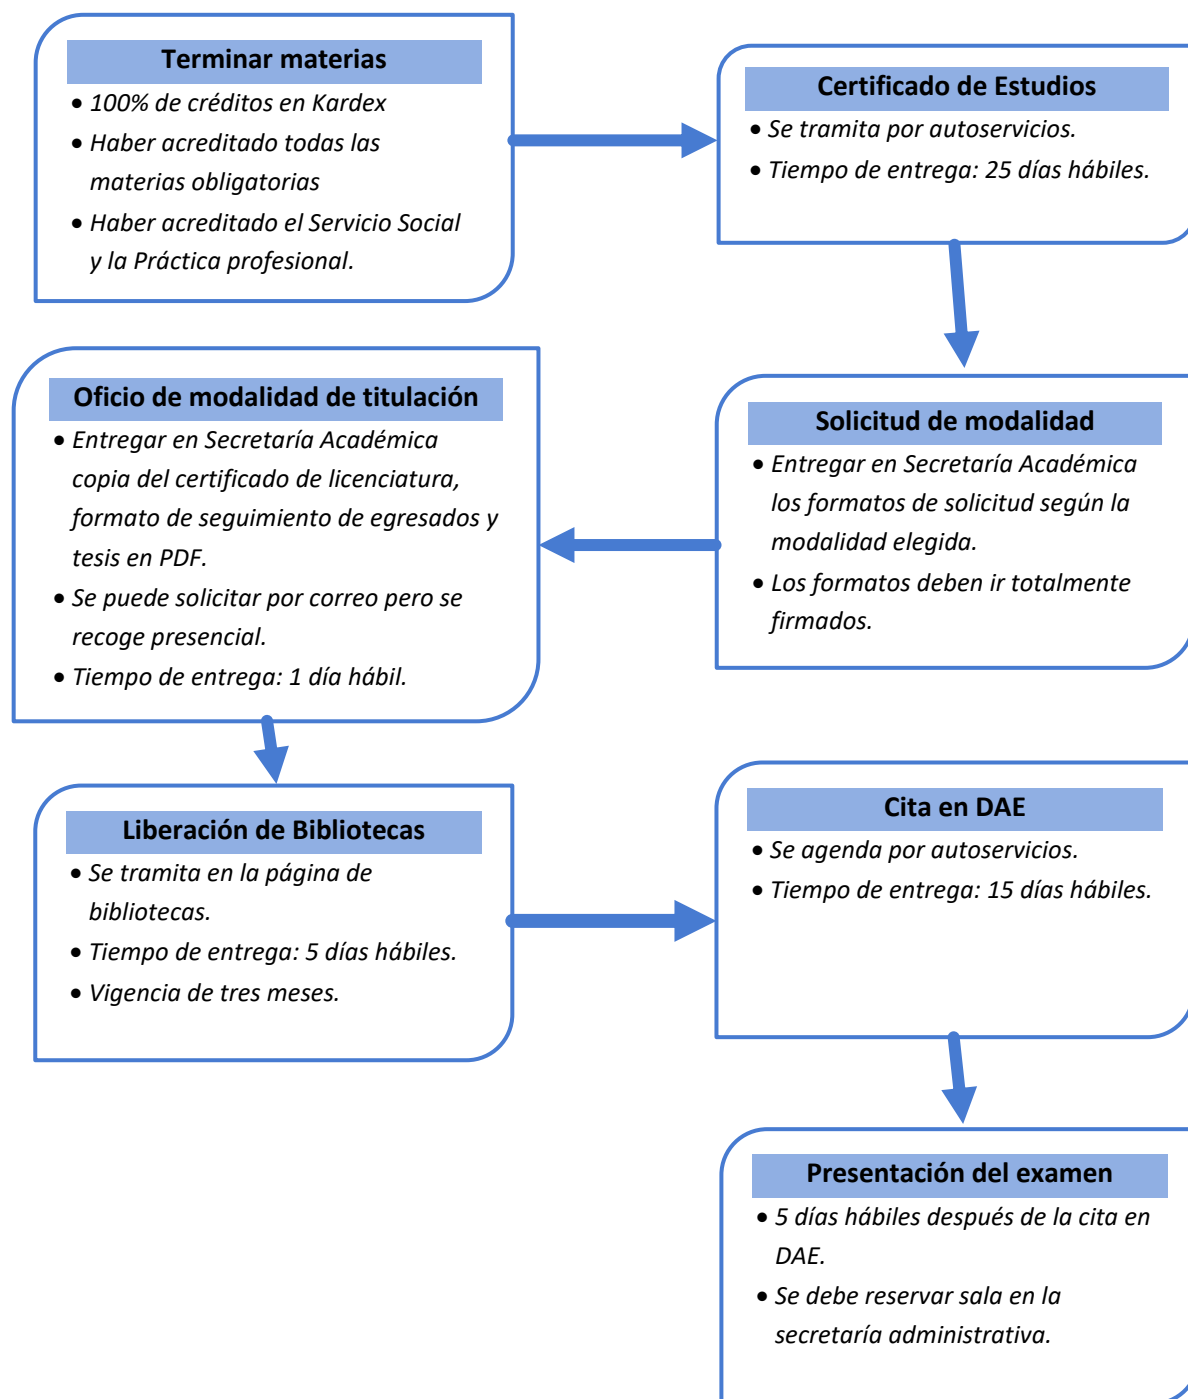 Terminar materias
• 100% de créditos en Kardex
• Haber acreditado todas las
materias obligatorias
• Haber acreditado el Servicio Social
y la Práctica profesional.
Certificado de Estudios
• Se tramita por autoservicios.
• Tiempo de entrega: 25 días hábiles.
Solicitud de modalidad
• Entregar en Secretaría Académica
los formatos de solicitud según la
modalidad elegida.
• Los formatos deben ir totalmente
firmados.
Oficio de modalidad de titulación
• Entregar en Secretaría Académica
copia del certificado de licenciatura,
formato de seguimiento de egresados y
tesis en PDF.
• Se puede solicitar por correo pero se
recoge presencial.
• Tiempo de entrega: 1 día hábil.
Liberación de Bibliotecas
• Se tramita en la página de
bibliotecas.
• Tiempo de entrega: 5 días hábiles.
• Vigencia de tres meses.
Cita en DAE
• Se agenda por autoservicios.
• Tiempo de entrega: 15 días hábiles.
Presentación del examen
• 5 días hábiles después de la cita en
DAE.
• Se debe reservar sala en la
secretaría administrativa.